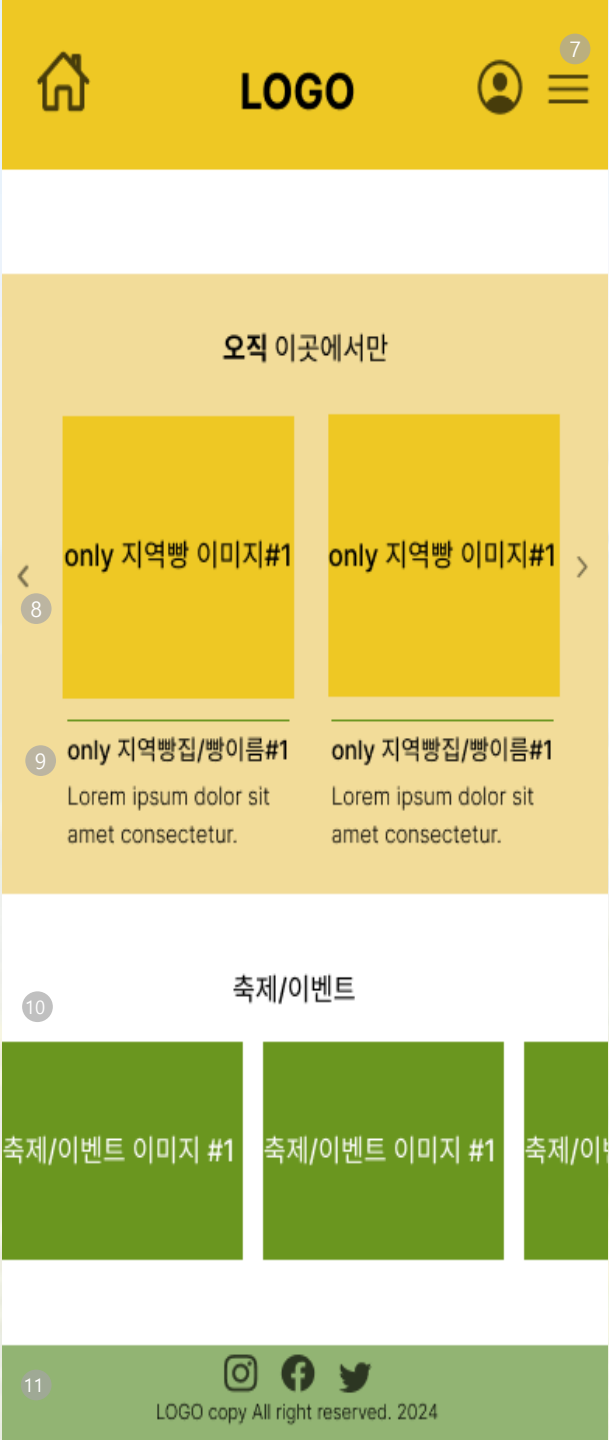 7
LOGO
오직 이곳에서만
only 지역빵 이미지#1
only 지역빵 이미지#1
8
9
only 지역빵집/빵이름#1
Lorem ipsum dolor sit
amet consectetur.
only 지역빵집/빵이름#1
Lorem ipsum dolor sit
amet consectetur.
10
축제/이벤트
축제/이벤트 이미지 #1
축제/이벤트 이미지 #1
축제/이
11
LOGO copy All right reserved. 2024